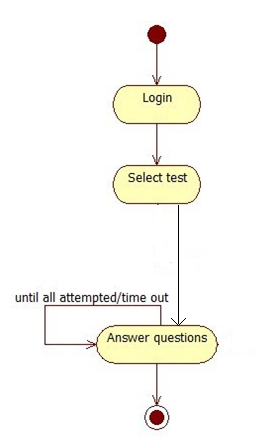 Login
Select test
until all attempted/time out
Answer questions